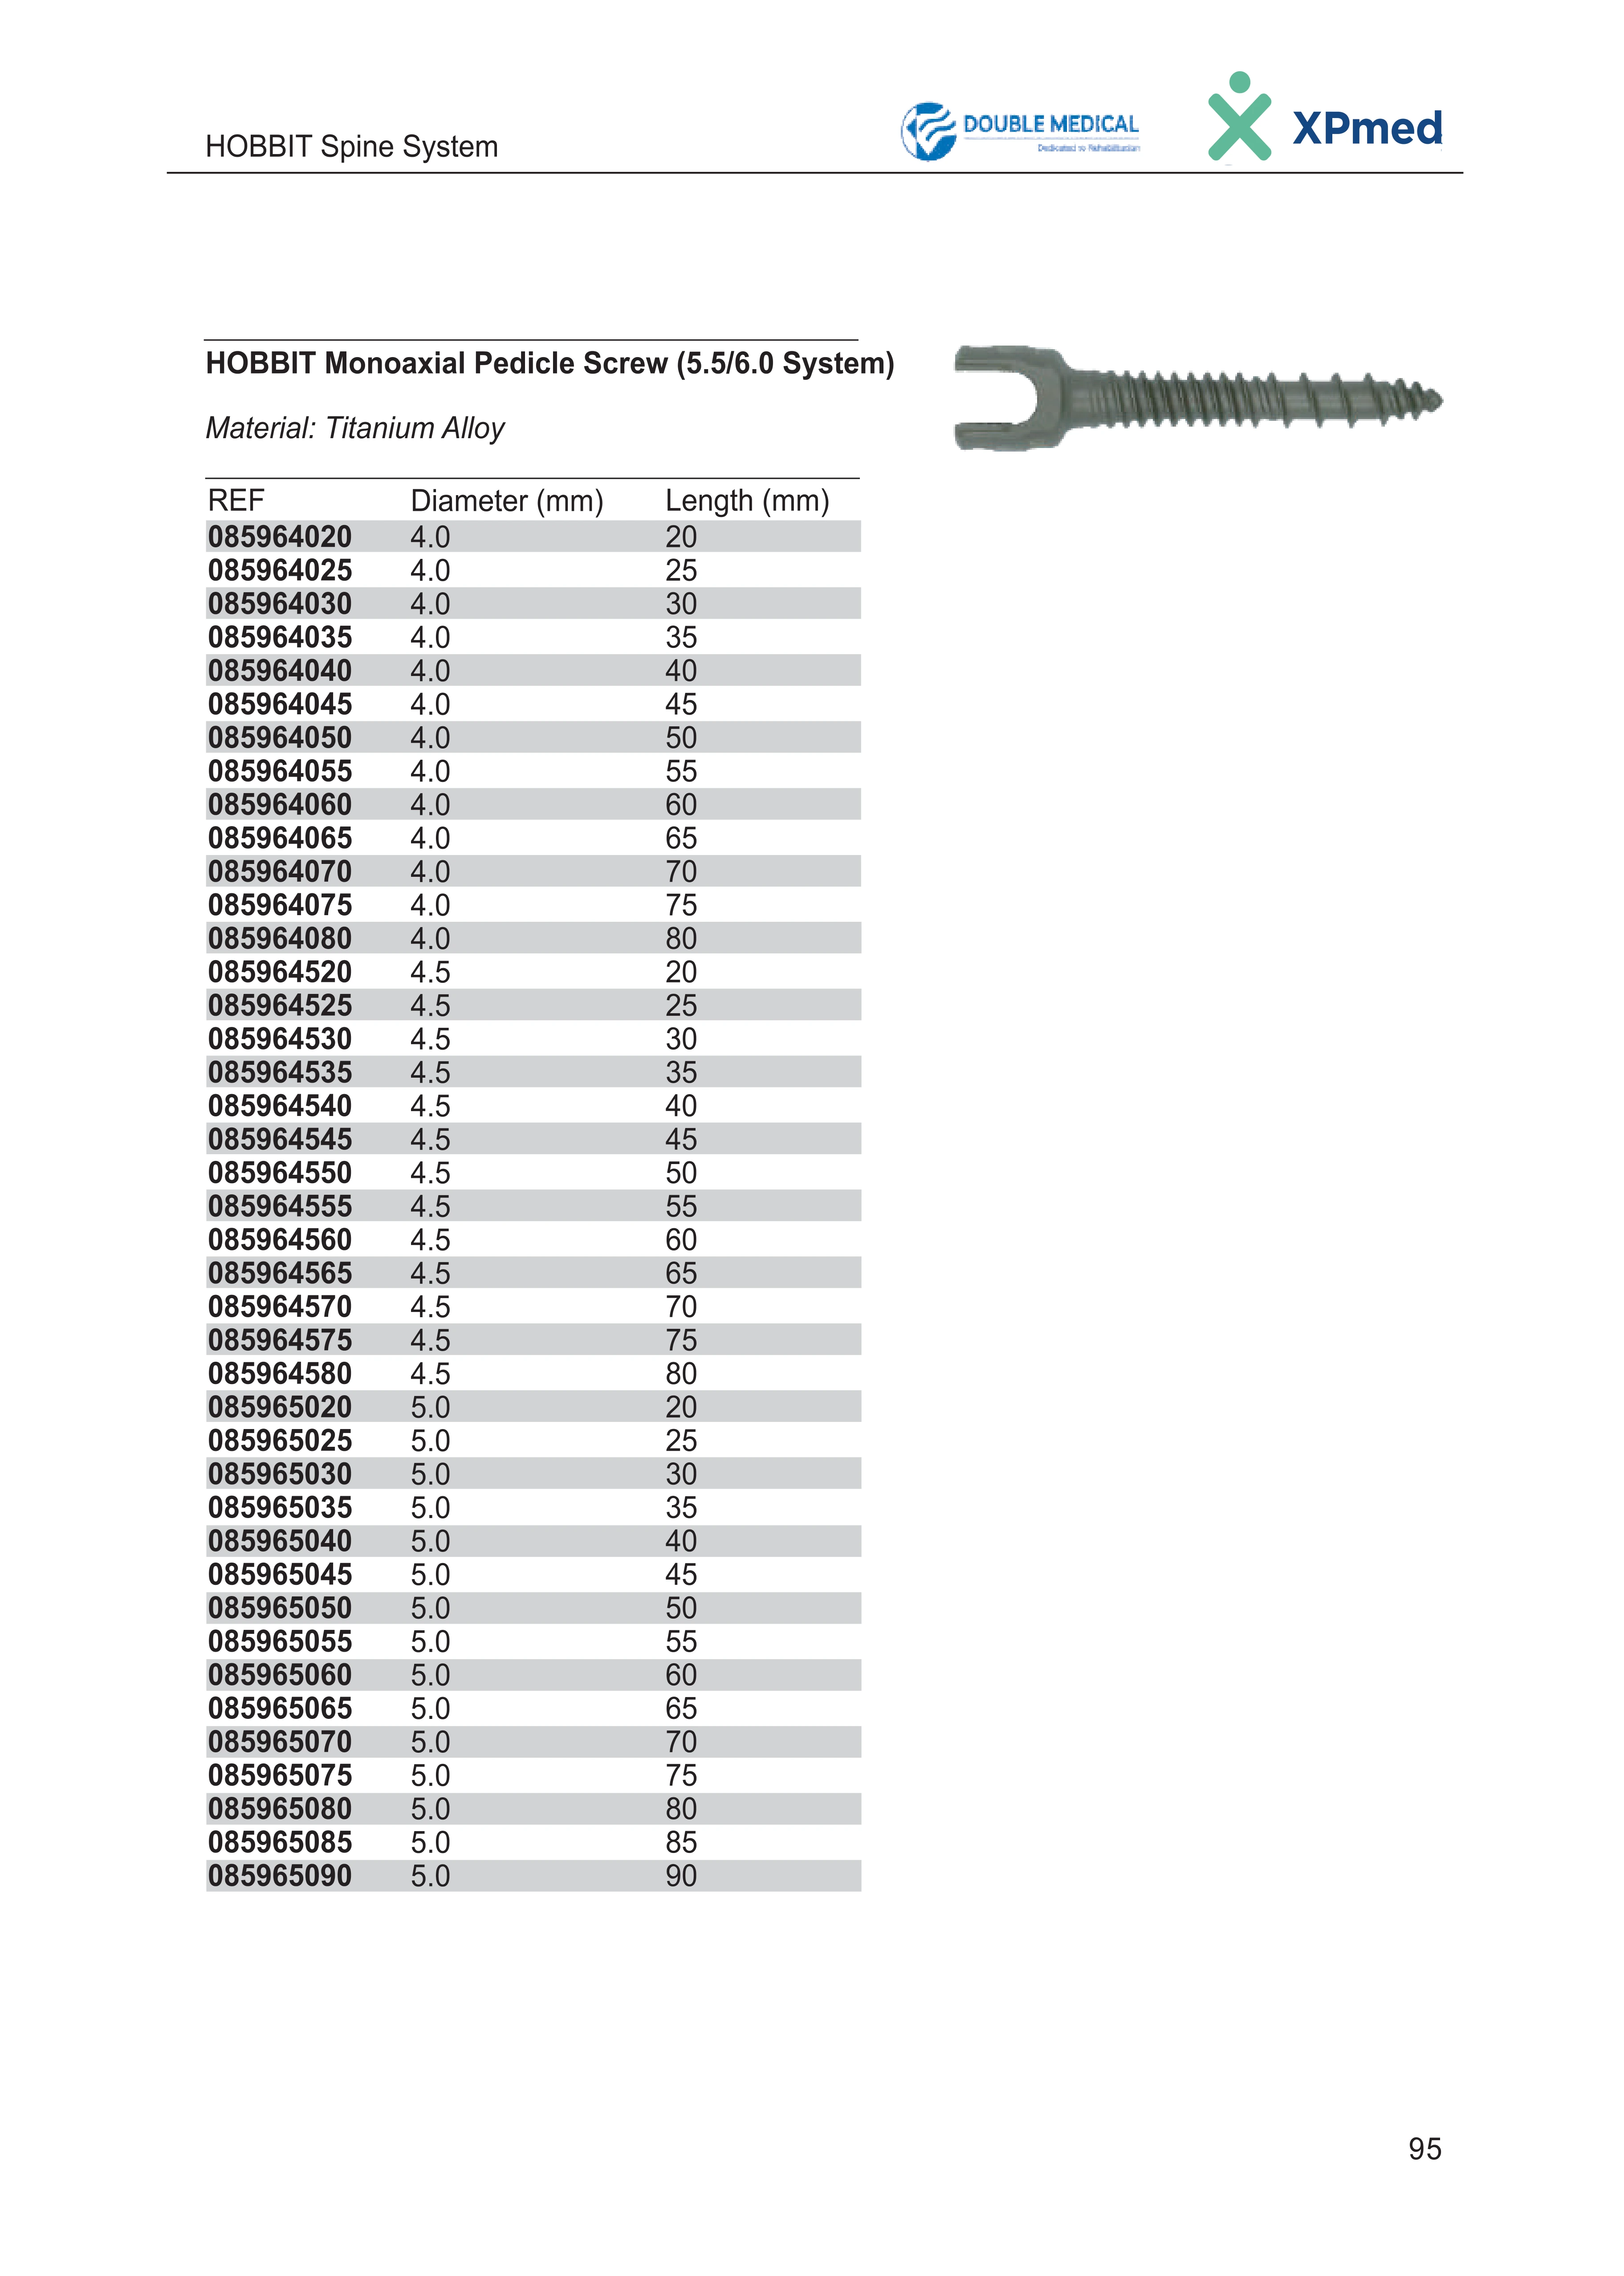 HOBBIT Spine System
DOUBLE MEDICAL
Dedicated to Rehabilitation
XPmed
HOBBIT Monoaxial Pedicle Screw (5.5/6.0 System)
Material: Titanium Alloy
REF Diameter (mm) Length (mm)
085964020 4.0 20
085964025 4.0 25
085964030 4.0 30
085964035 4.0 35
085964040 4.0 40
085964045 4.0 45
085964050 4.0 50
085964055 4.0 55
085964060 4.0 60
085964065 4.0 65
085964070 4.0 70
085964075 4.0 75
085964080 4.0 80
085964520 4.5 20
085964525 4.5 25
085964530 4.5 30
085964535 4.5 35
085964540 4.5 40
085964545 4.5 45
085964550 4.5 50
085964555 4.5 55
085964560 4.5 60
085964565 4.5 65
085964570 4.5 70
085964575 4.5 75
085964580 4.5 80
085965020 5.0 20
085965025 5.0 25
085965030 5.0 30
085965035 5.0 35
085965040 5.0 40
085965045 5.0 45
085965050 5.0 50
085965055 5.0 55
085965060 5.0 60
085965065 5.0 65
085965070 5.0 70
085965075 5.0 75
085965080 5.0 80
085965085 5.0 85
085965090 5.0 90
95